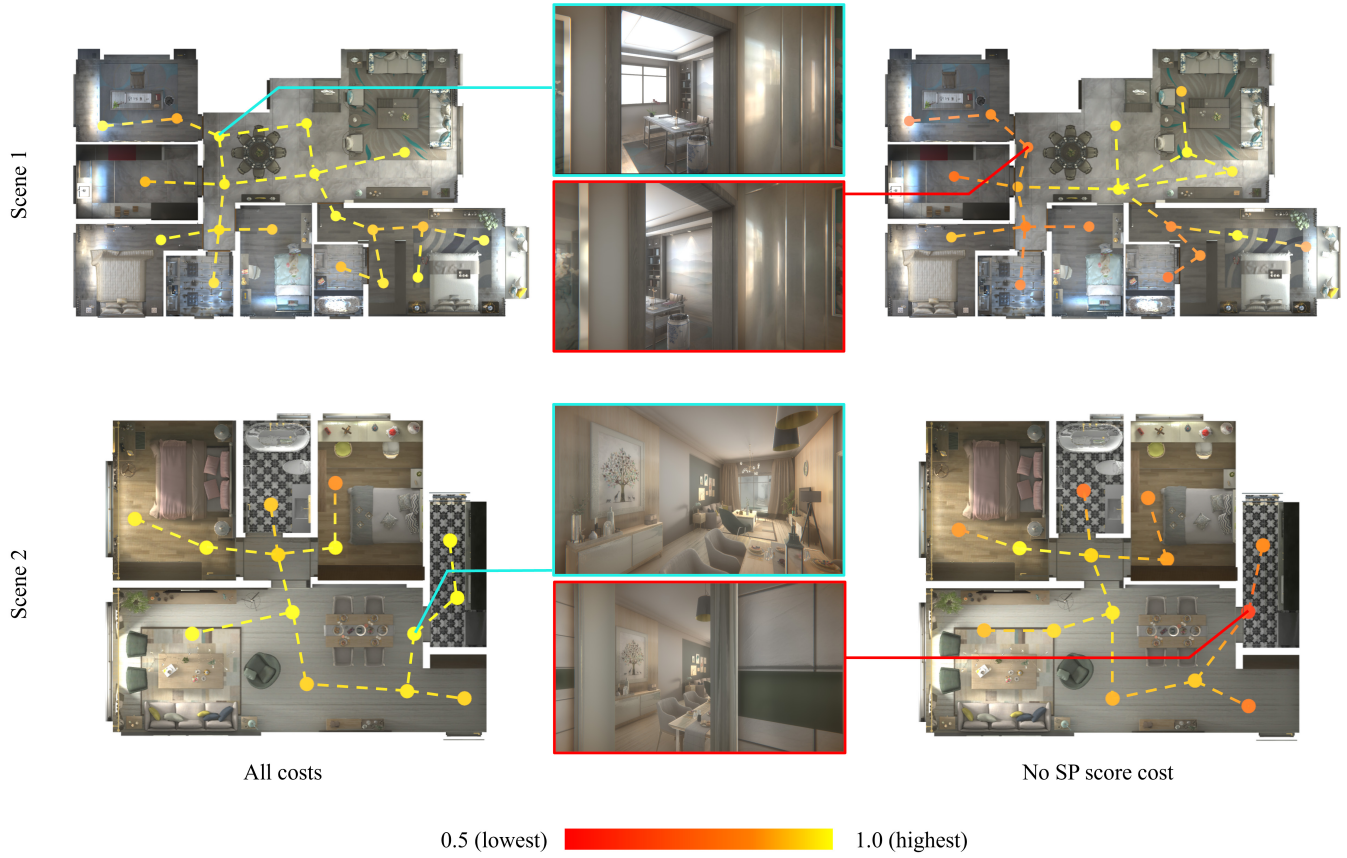 Scene 1
Scene 2
All costs
No SP score cost
0.5 (lowest)
1.0 (highest)